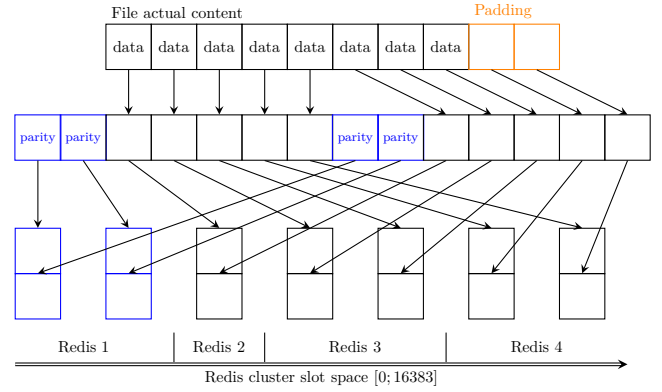 File actual content
Padding
data data data data data data data data
parity parity parity parity
Redis 1 Redis 2 Redis 3 Redis 4
Redis cluster slot space [0; 16383]